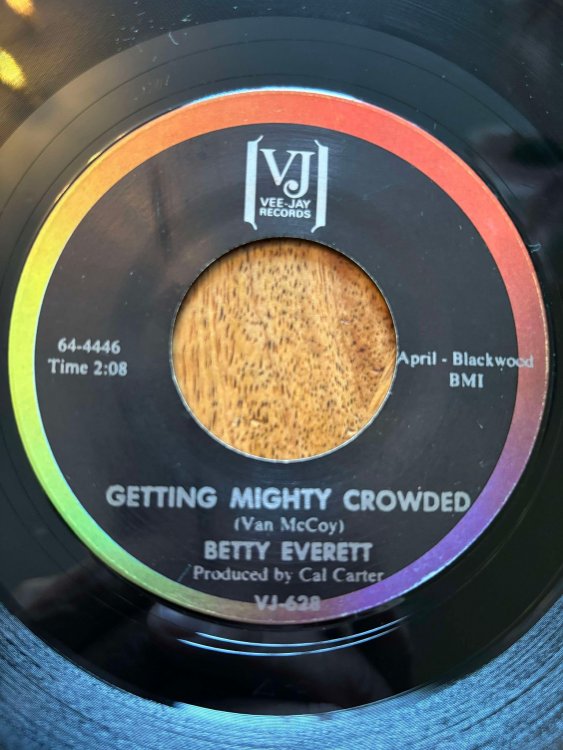 VJ
VEE-JAY
RECORDS
64-4446
Time 2:08
April - Blackwood
BMI
GETTING MIGHTY CROWDED
(Van McCoy)
BETTY EVERETT
Produced by Cal Carter
VJ-628